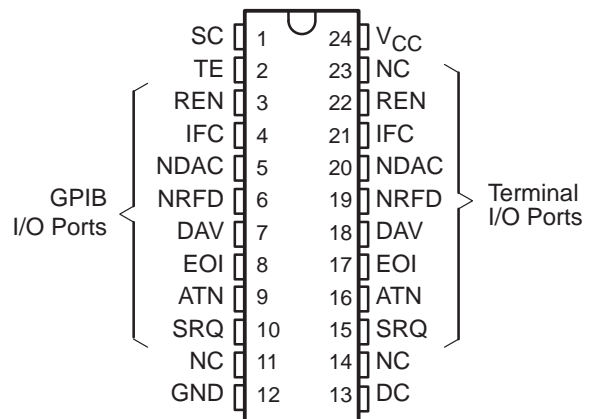 SC 1 24 VCC
TE 2 23 NC
REN 3 22 REN
IFC 4 21 IFC
NDAC 5 20 NDAC
GPIB I/O Ports
NRFD 6 19 NRFD
Terminal I/O Ports
DAV 7 18 DAV
EOI 8 17 EOI
ATN 9 16 ATN
SRQ 10 15 SRQ
NC 11 14 NC
GND 12 13 DC